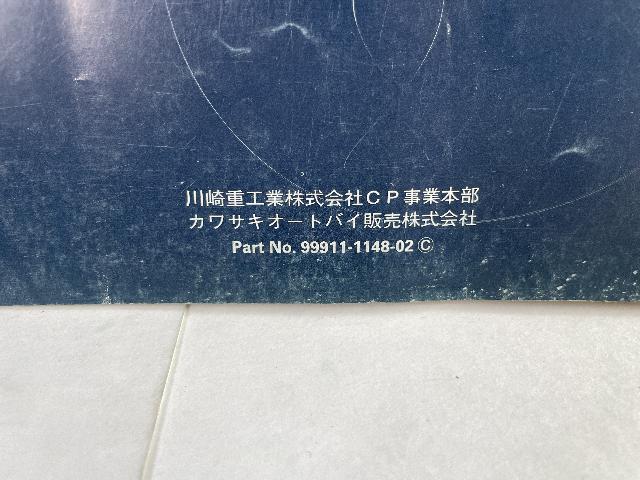 川崎重工業株式会社CP事業本部
カワサキオートバイ販売株式会社
Part No. 99911-1148-02 ©